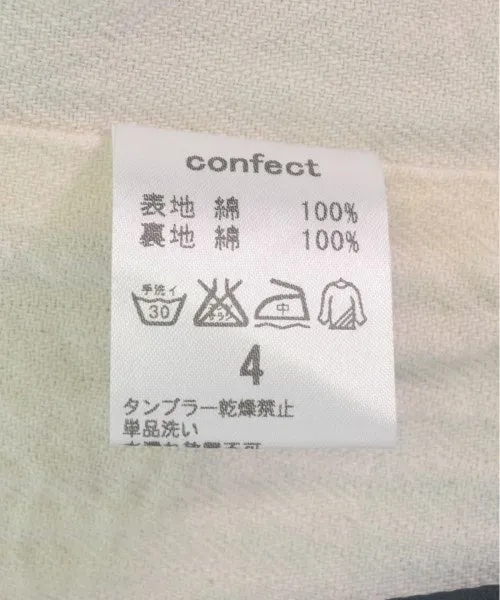 confect
表地 綿 100%
裏地 綿 100%
手洗イ 30 中
4
タンブラー乾燥禁止
単品洗い